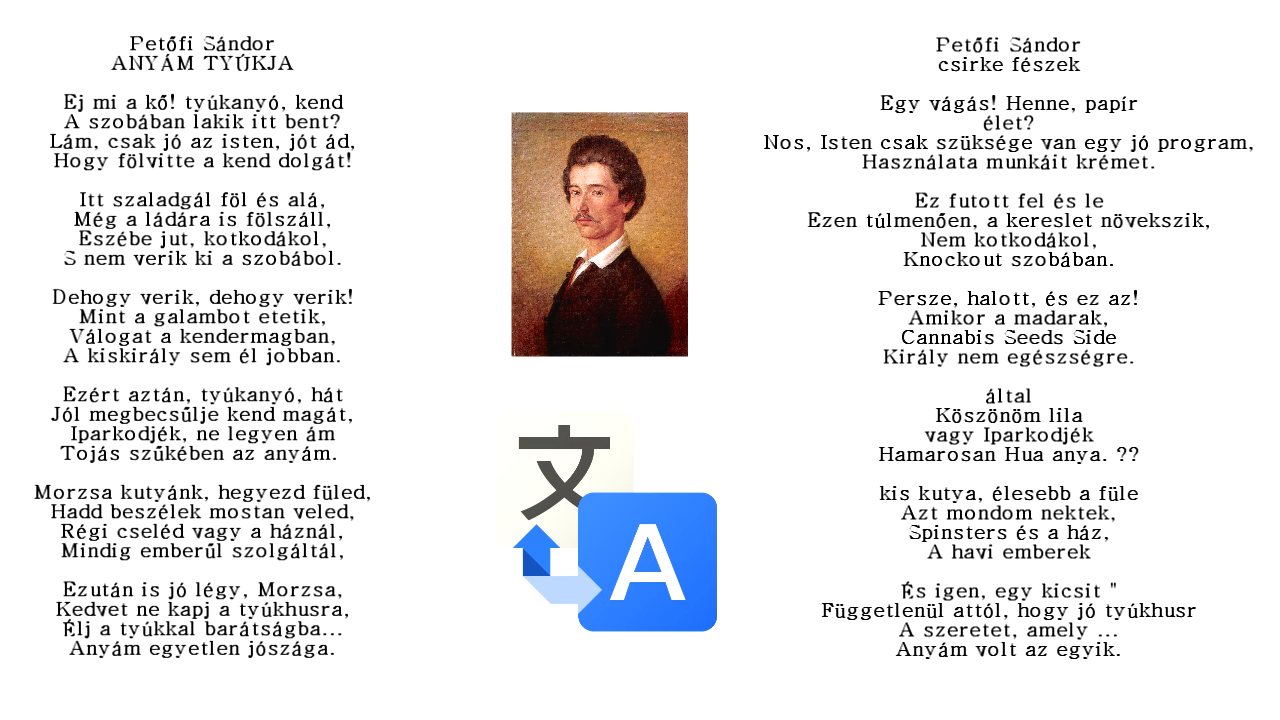 Petőfi Sándor
ANYÁM TYÚKJA

Ej mi a kő! tyúkanyó, kend
A szobában lakik itt bent?
Lám, csak jó az isten, jót ád,
Hogy fölvitte a kend dolgát!

Itt szaladgál föl és alá,
Még a ládára is fölszáll,
Eszébe jut, kotkodákol,
S nem verik ki a szobábol.

Dehogy verik, dehogy verik!
Mint a galambot etetik,
Válogat a kendermagban,
A kiskirály sem él jobban.

Ezért aztán, tyúkanyó, hát
Jól megbecsűlje kend magát,
Iparkodjék, ne legyen ám
Tojás szűkében az anyám.

Morzsa kutyánk, hegyezd füled,
Hadd beszélek mostan veled,
Régi cseléd vagy a háznál,
Mindig emberűl szolgáltál,

Ezután is jó légy, Morzsa,
Kedvet ne kapj a tyúkhusra,
Élj a tyúkkal barátságba...
Anyám egyetlen jószága.

文
A

Petőfi Sándor
csirke fészek

Egy vágás! Henne, papír
élet?
Nos, Isten csak szüksége van egy jó program,
Használata munkáit krémet.

Ez futott fel és le
Ezen túlmenően, a kereslet növekszik,
Nem kotkodákol,
Knockout szobában.

Persze, halott, és ez az!
Amikor a madarak,
Cannabis Seeds Side
Király nem egészségre.

által
Köszönöm lila
vagy Iparkodjék
Hamarosan Hua anya. ??

kis kutya, élesebb a füle
Azt mondom nektek,
Spinsters és a ház,
A havi emberek

És igen, egy kicsit "
Függetlenül attól, hogy jó tyúkhusr
A szeretet, amely ...
Anyám volt az egyik.